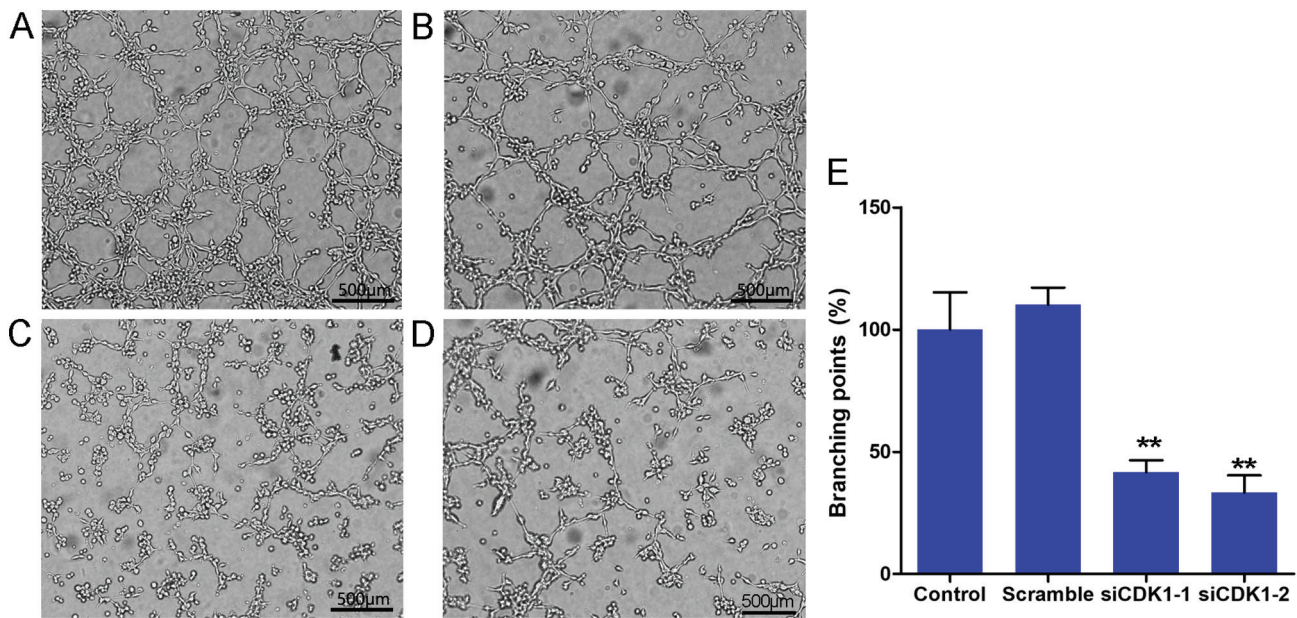 A
B
500µm
500µm
C
D
500µm
500µm
E
150
100
50
0
Branching points (%)
**
**
Control Scramble siCDK1-1 siCDK1-2